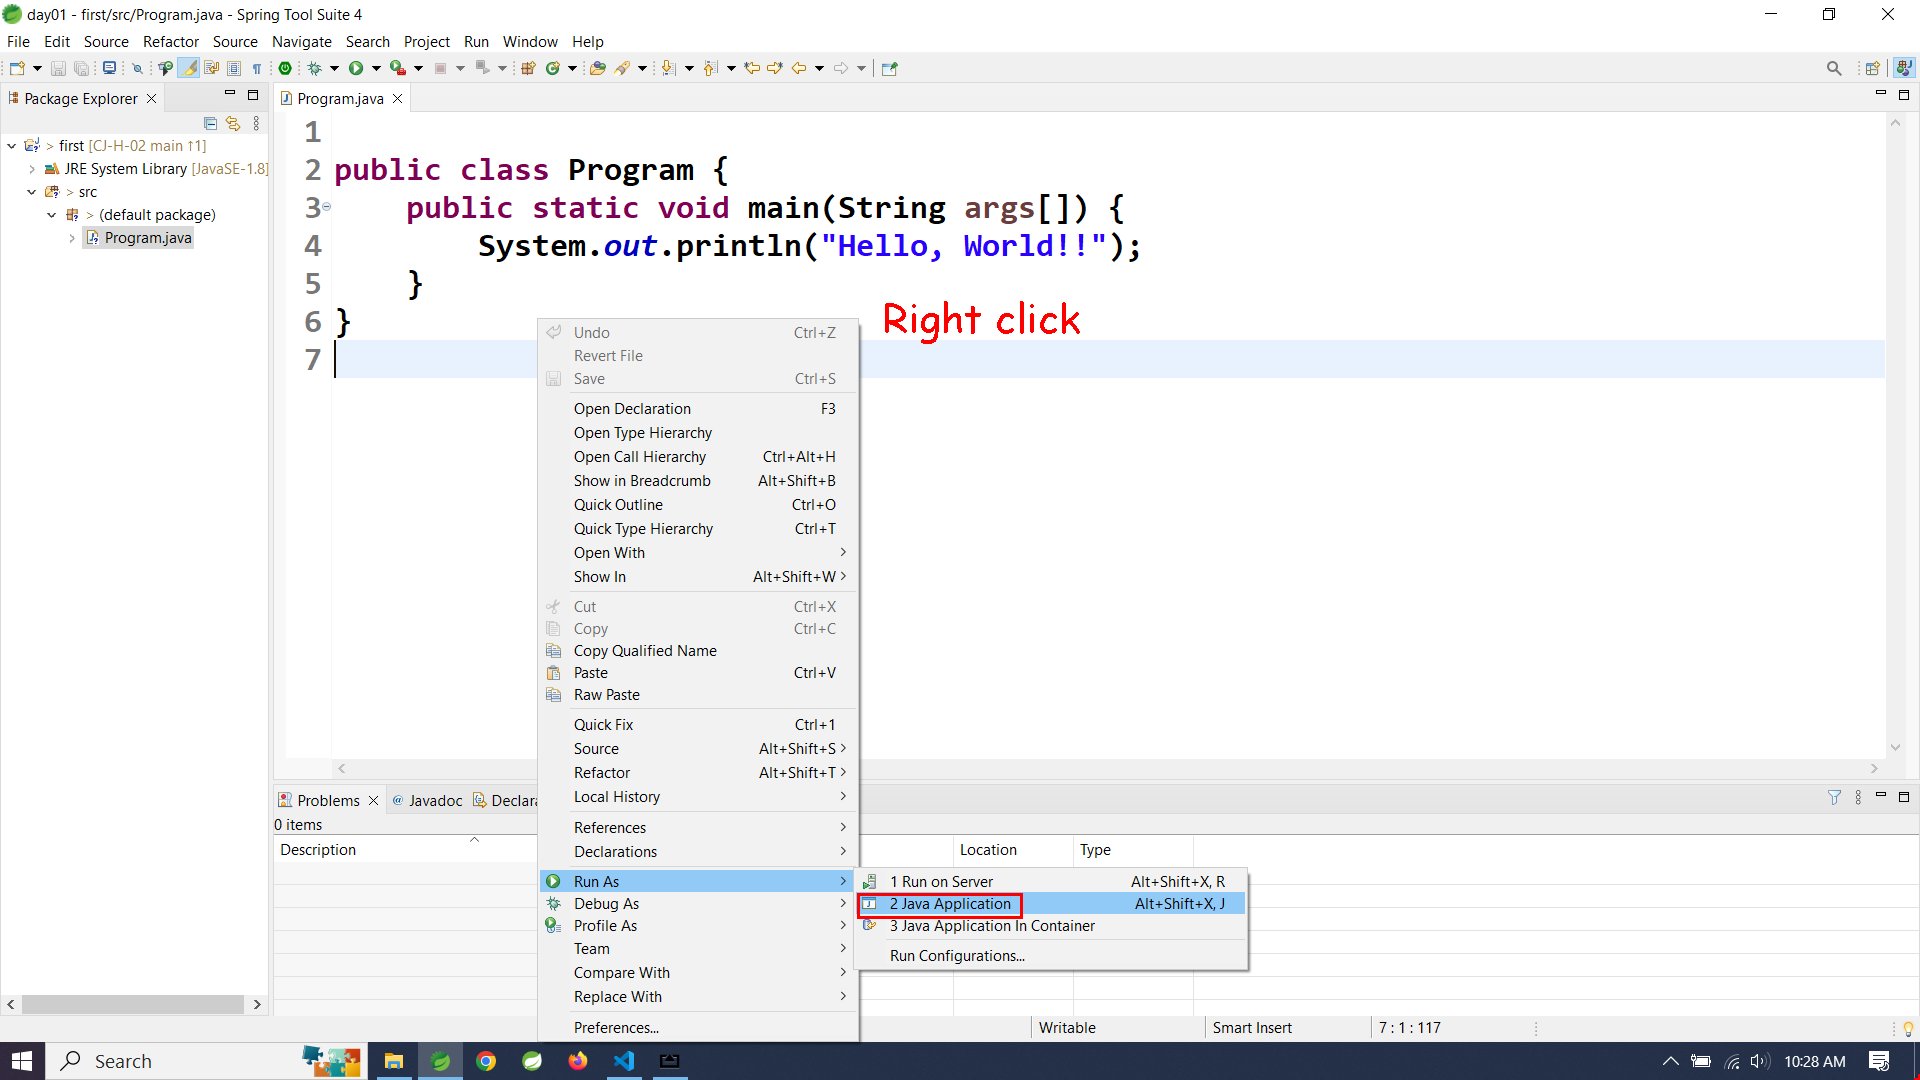 day01 - first/src/Program.java - Spring Tool Suite 4
File Edit Source Refactor Source Navigate Search Project Run Window Help
Package Explorer
Program.java
first [CJ-H-02 main ↑1]
JRE System Library [JavaSE-1.8]
> src
> (default package)
Program.java
1
2 public class Program {
3 public static void main(String args[]) {
4 System.out.println("Hello, World!!");
5 }
6 }
7
Right click
Undo Ctrl+Z
Revert File
Save Ctrl+S
Open Declaration F3
Open Type Hierarchy
Open Call Hierarchy Ctrl+Alt+H
Show in Breadcrumb Alt+Shift+B
Quick Outline Ctrl+O
Quick Type Hierarchy Ctrl+T
Open With
Show In Alt+Shift+W
Cut Ctrl+X
Copy Ctrl+C
Copy Qualified Name
Paste Ctrl+V
Raw Paste
Quick Fix Ctrl+1
Source Alt+Shift+S
Refactor Alt+Shift+T
Local History
References
Declarations
Run As
Debug As
Profile As
Team
Compare With
Replace With
Preferences...
1 Run on Server Alt+Shift+X, R
2 Java Application Alt+Shift+X, J
3 Java Application In Container
Run Configurations...
Problems @ Javadoc Declara
0 items
Description Location Type
Writable Smart Insert 7 : 1 : 117
Search
10:28 AM